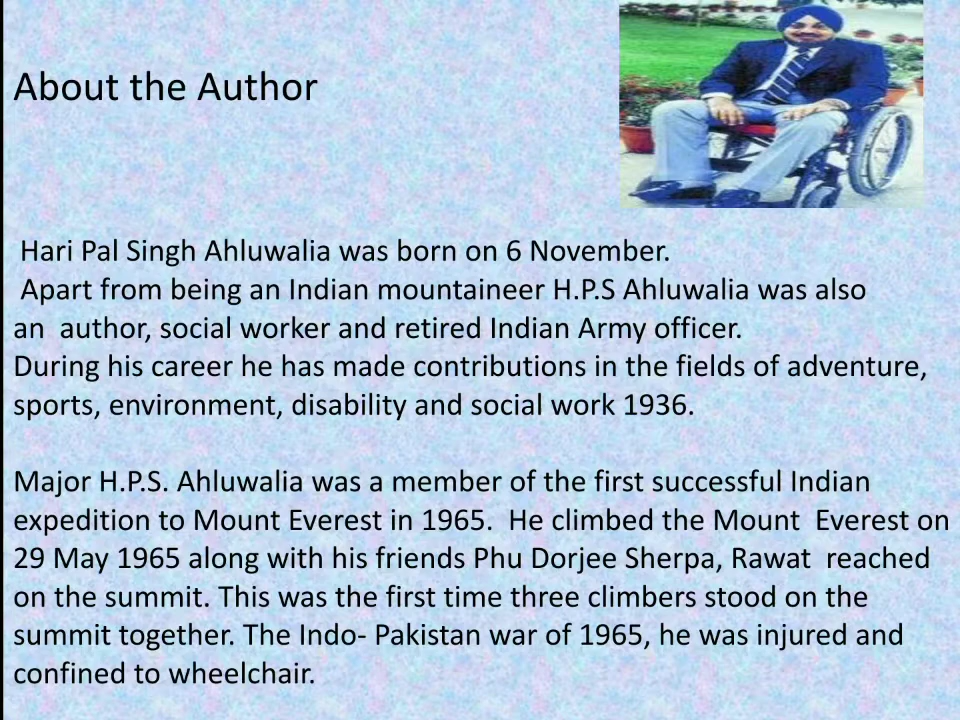 About the Author
Hari Pal Singh Ahluwalia was born on 6 November.
Apart from being an Indian mountaineer H.P.S Ahluwalia was also
an  author, social worker and retired Indian Army officer.
During his career he has made contributions in the fields of adventure,
sports, environment, disability and social work 1936.
Major H.P.S. Ahluwalia was a member of the first successful Indian
expedition to Mount Everest in 1965.  He climbed the Mount  Everest on
29 May 1965 along with his friends Phu Dorjee Sherpa, Rawat  reached
on the summit. This was the first time three climbers stood on the
summit together. The Indo- Pakistan war of 1965, he was injured and
confined to wheelchair.